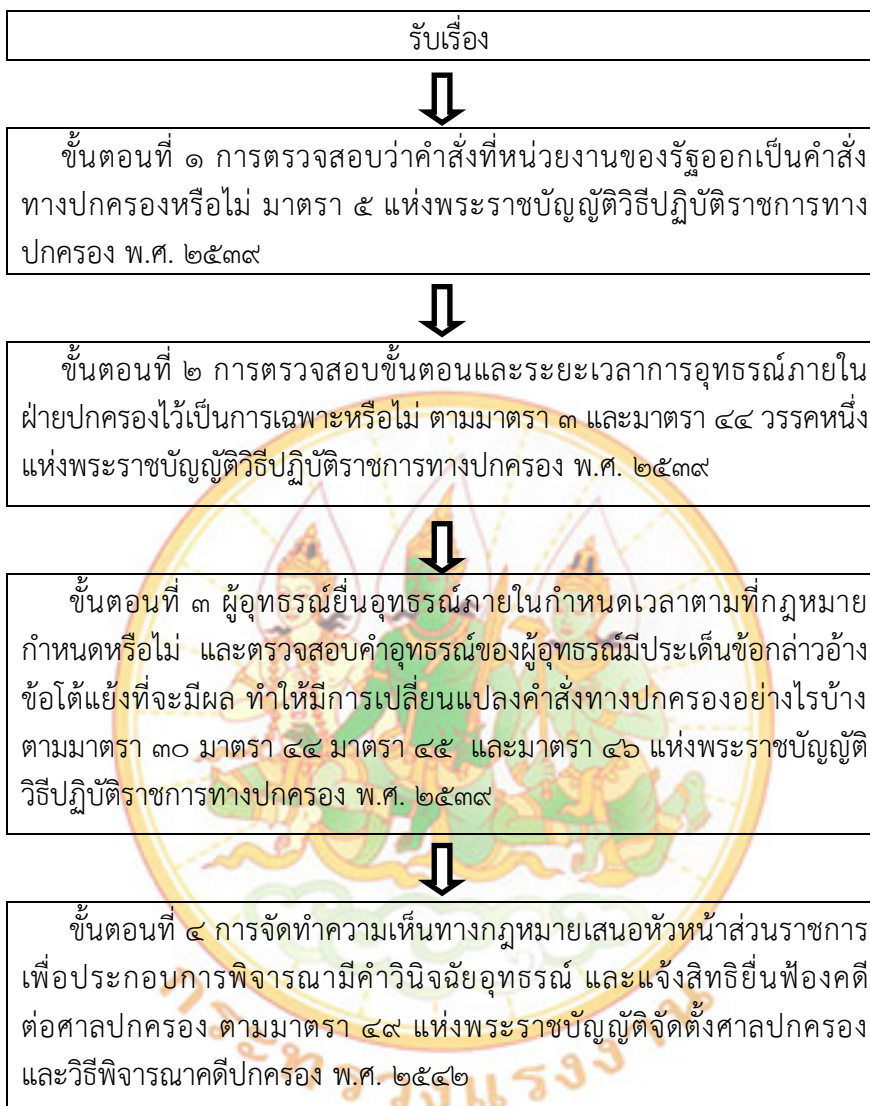 รับเรื่อง
ขั้นตอนที่ ๑ การตรวจสอบว่าคำสั่งที่หน่วยงานของรัฐออกเป็นคำสั่ง
ทางปกครองหรือไม่ มาตรา ๕ แห่งพระราชบัญญัติวิธีปฏิบัติราชการทาง
ปกครอง พ.ศ. ๒๕๓๙
ขั้นตอนที่ ๒ การตรวจสอบขั้นตอนและระยะเวลาการอุทธรณ์ภายใน
ฝ่ายปกครองไว้เป็นการเฉพาะหรือไม่ ตามมาตรา ๓ และมาตรา ๔๔ วรรคหนึ่ง
แห่งพระราชบัญญัติวิธีปฏิบัติราชการทางปกครอง พ.ศ. ๒๕๓๙
ขั้นตอนที่ ๓ ผู้อุทธรณ์ยื่นอุทธรณ์ภายในกำหนดเวลาตามที่กฎหมาย
กำหนดหรือไม่ และตรวจสอบคำอุทธรณ์ของผู้อุทธรณ์มีประเด็นข้อกล่าวอ้าง
ข้อโต้แย้งที่จะมีผล ทำให้มีการเปลี่ยนแปลงคำสั่งทางปกครองอย่างไรบ้าง
ตามมาตรา ๓๐ มาตรา ๔๔ มาตรา ๔๕ และมาตรา ๔๖ แห่งพระราชบัญญัติ
วิธีปฏิบัติราชการทางปกครอง พ.ศ. ๒๕๓๙
ขั้นตอนที่ ๔ การจัดทำความเห็นทางกฎหมายเสนอหัวหน้าส่วนราชการ
เพื่อประกอบการพิจารณามีคำวินิจฉัยอุทธรณ์ และแจ้งสิทธิยื่นฟ้องคดี
ต่อศาลปกครอง ตามมาตรา ๔๙ แห่งพระราชบัญญัติจัดตั้งศาลปกครอง
และวิธีพิจารณาคดีปกครอง พ.ศ. ๒๕๔๒
กระทรวงแรงงาน